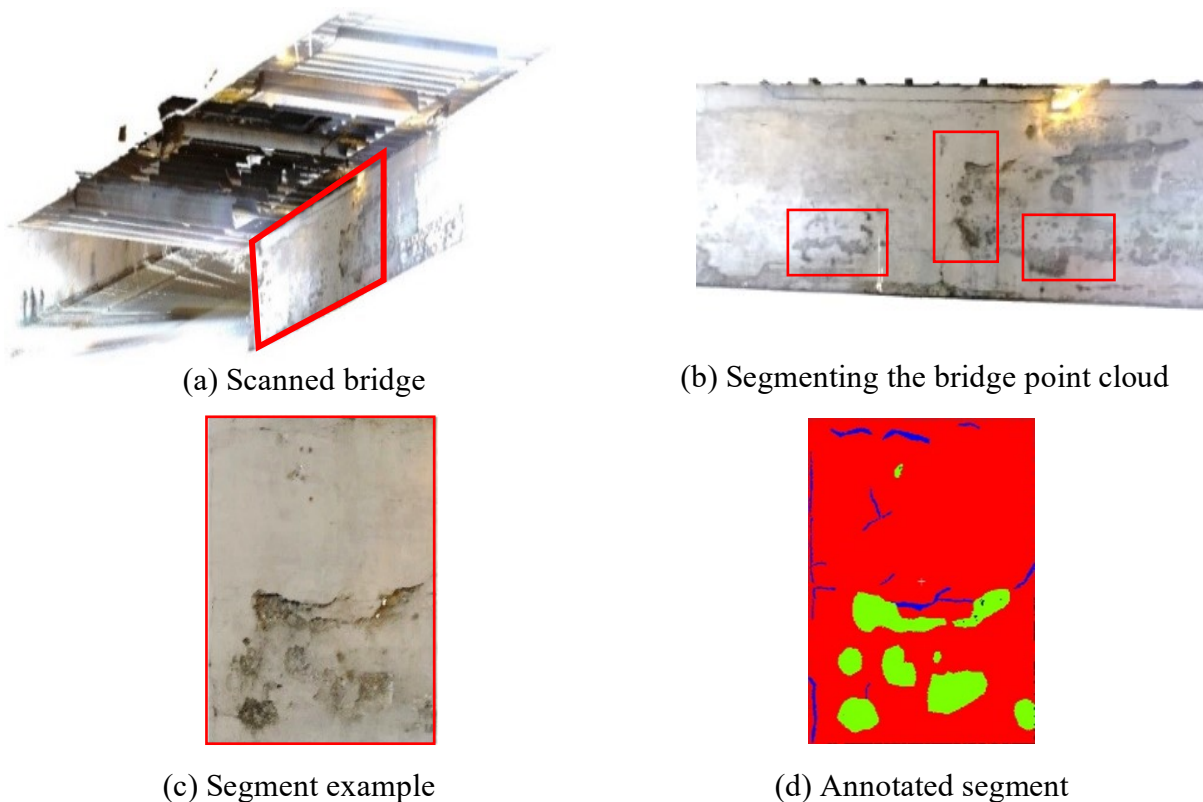 (a) Scanned bridge
(b) Segmenting the bridge point cloud
(c) Segment example
(d) Annotated segment